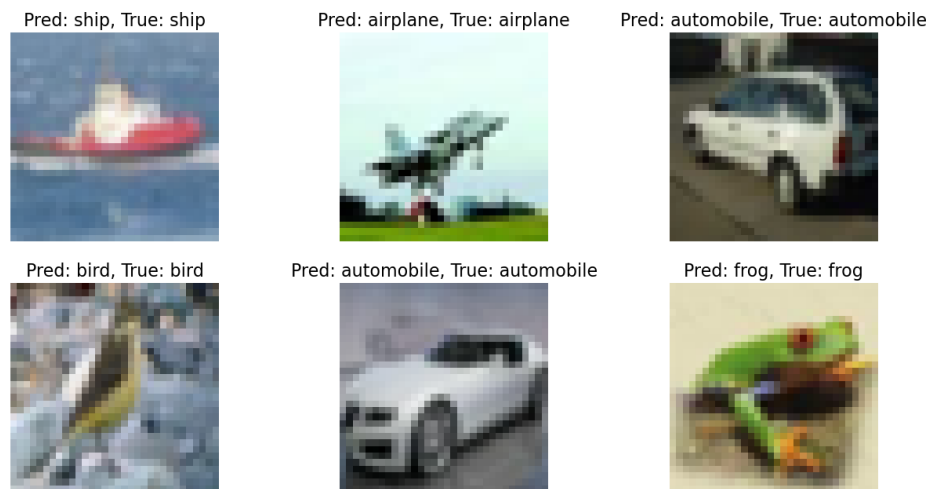 Pred: ship, True: ship
Pred: airplane, True: airplane
Pred: automobile, True: automobile
Pred: bird, True: bird
Pred: automobile, True: automobile
Pred: frog, True: frog